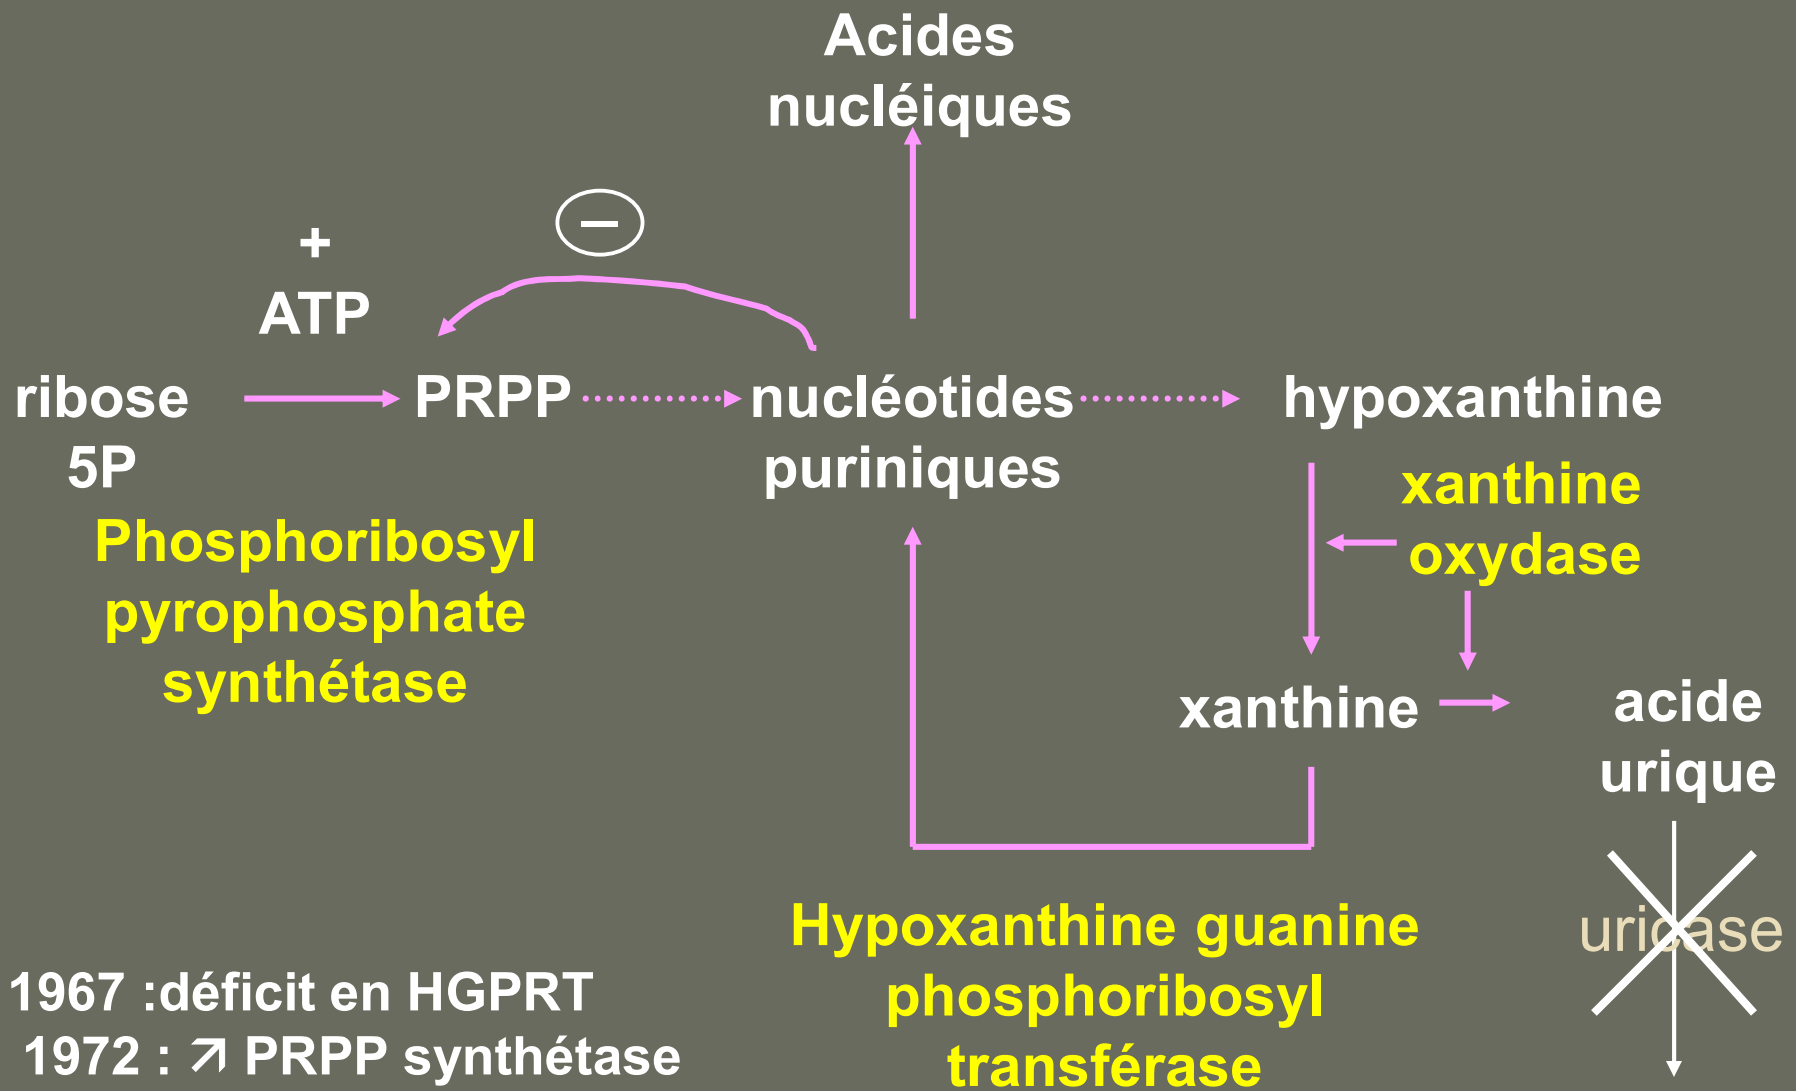 Acides
nucléiques
–
+
ATP
ribose
5P
PRPP
nucléotides
puriniques
hypoxanthine
Phosphoribosyl
pyrophosphate
synthétase
xanthine
oxydase
xanthine
acide
urique
uricase
Hypoxanthine guanine
phosphoribosyl
transférase
1967 :déficit en HGPRT
1972 : ↗ PRPP synthétase